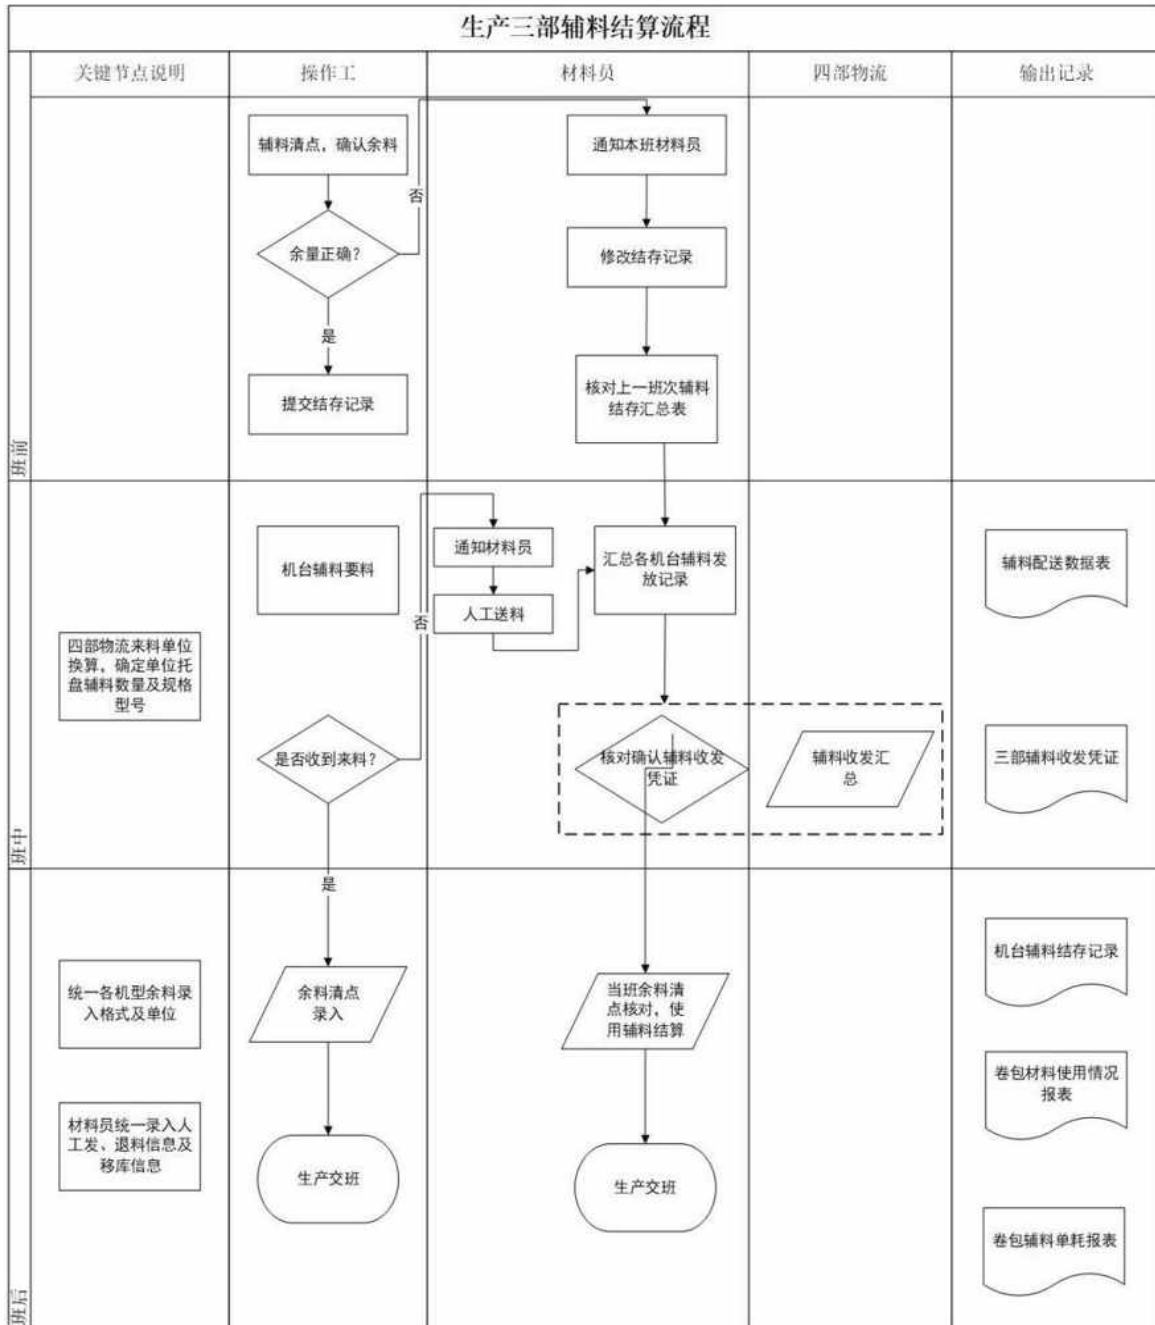 生产三部辅料结算流程
关键节点说明
操作工
材料员
四部物流
输出记录
班前
辅料清点，确认余料
通知本班材料员
否
余量正确？
修改结存记录
是
提交结存记录
核对上一班次辅料
结存汇总表
班中
机台辅料要料
通知材料员
人工送料
汇总各机台辅料发
放记录
辅料配送数据表
否
四部物流来料单位
换算，确定单位托
盘辅料数量及规格
型号
是否收到来料？
核对确认辅料收发
凭证
辅料收发汇
总
三部辅料收发凭证
班后
是
统一各机型余料录
入格式及单位
余料清点
录入
当班余料清
点核对，使
用辅料结算
机台辅料结存记录
卷包材料使用情况
报表
材料员统一录入人
工发、退料信息及
移库信息
生产交班
生产交班
卷包辅料单耗报表